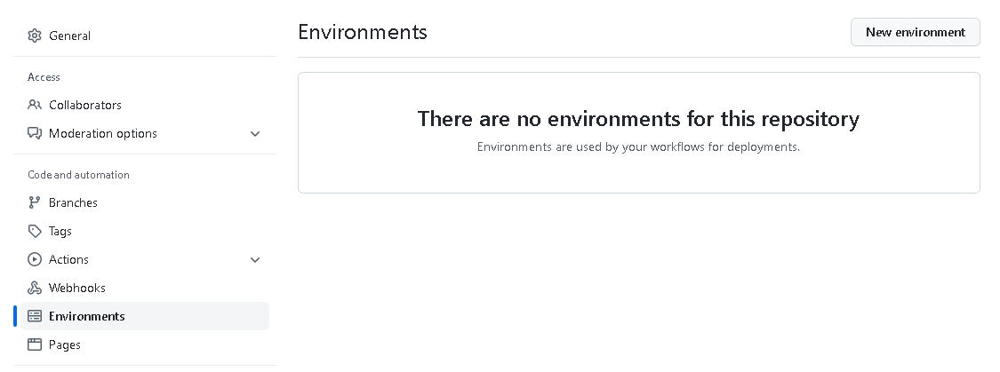 General
Access
Collaborators
Moderation options
Code and automation
Branches
Tags
Actions
Webhooks
Environments
Pages
Environments
New environment
There are no environments for this repository
Environments are used by your workflows for deployments.